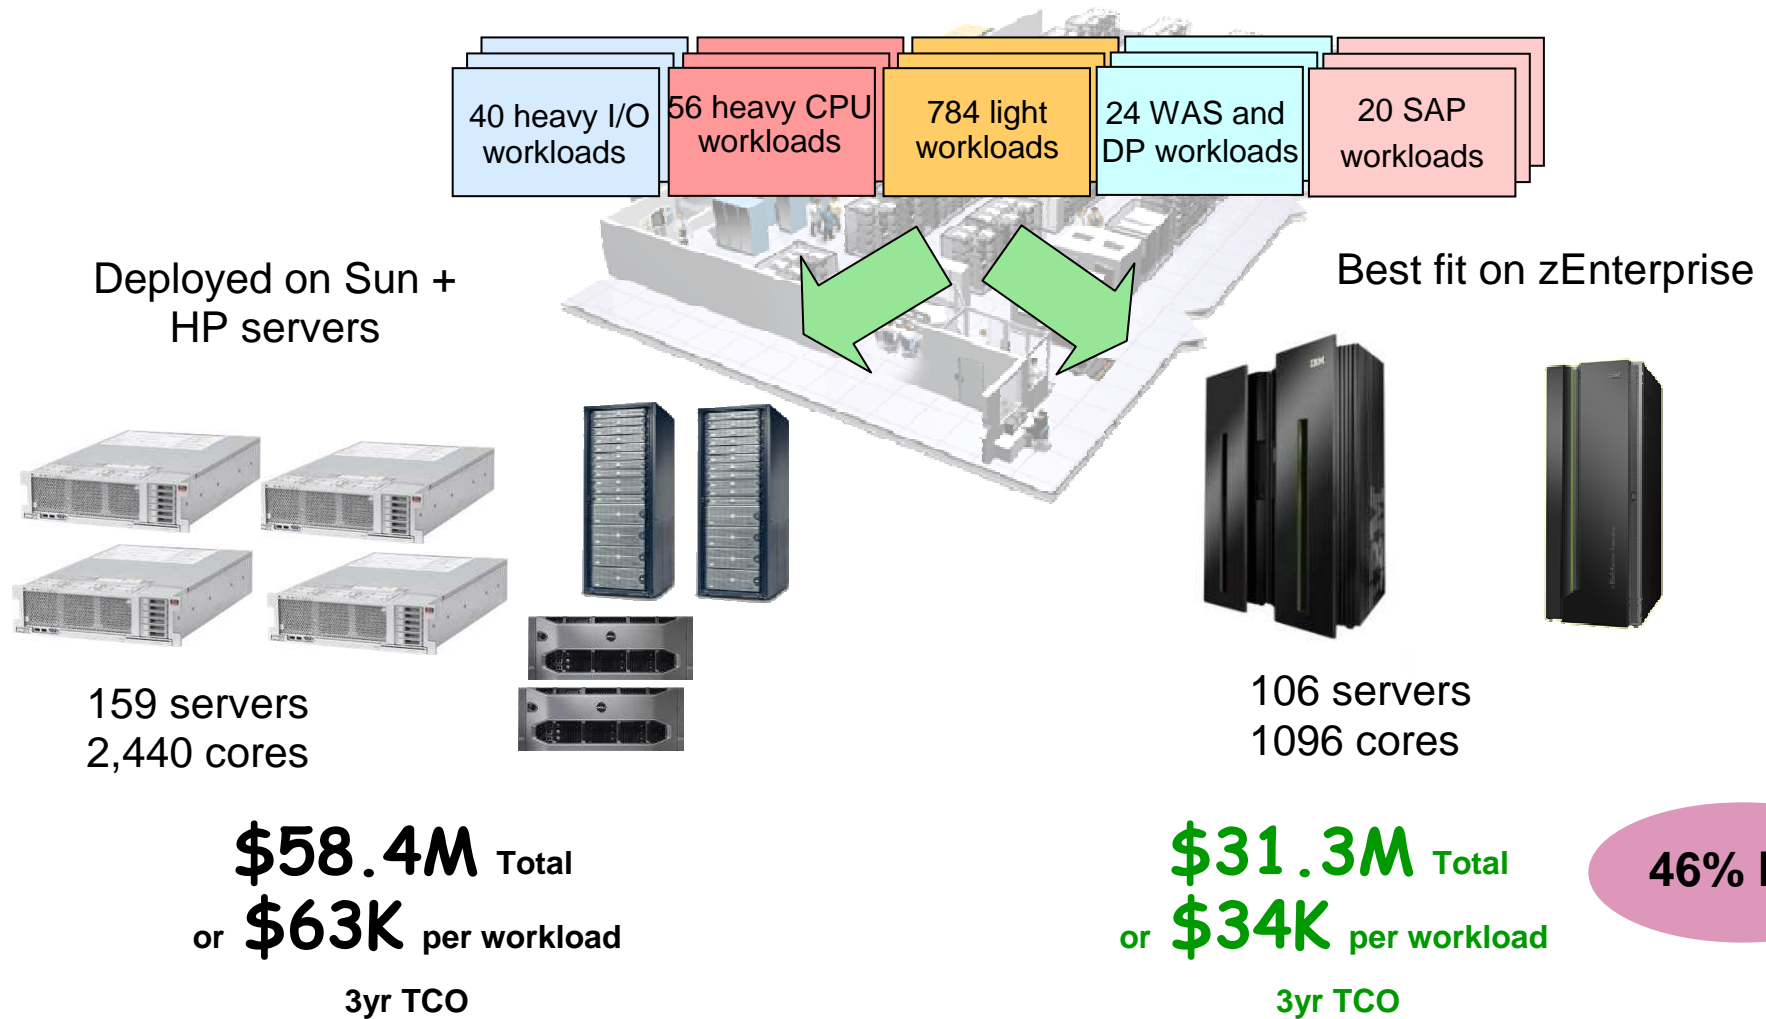 40 heavy I/O
workloads
56 heavy CPU
workloads
784 light
workloads
24 WAS and
DP workloads
20 SAP
workloads
Deployed on Sun +
HP servers
Best fit on zEnterprise
IBM
159 servers
2,440 cores
106 servers
1096 cores
$58.4M Total
or $63K per workload
3yr TCO
$31.3M Total
or $34K per workload
3yr TCO
46%